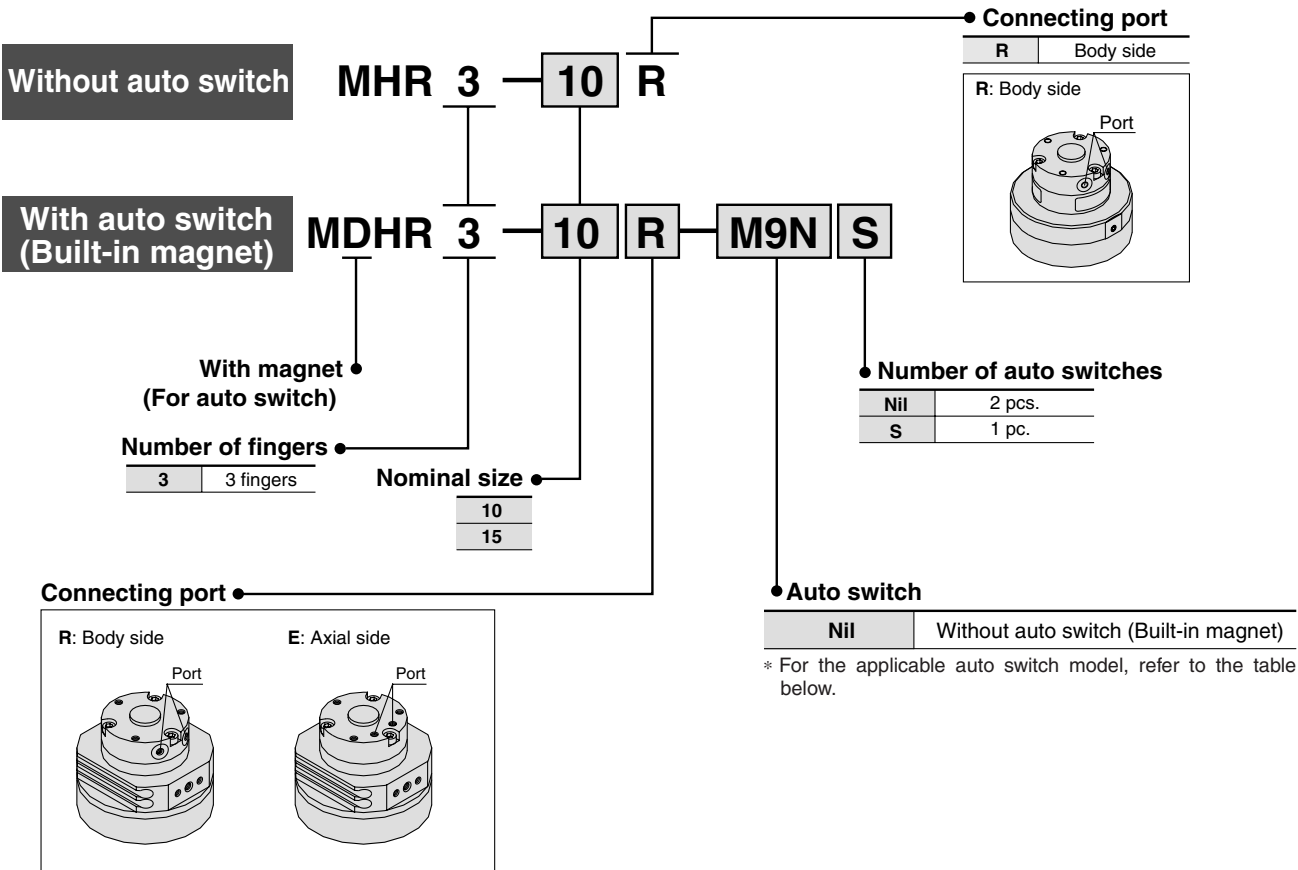 Connecting port
R Body side
R: Body side
Port
Without auto switch
MHR 3 — 10 R
With auto switch
(Built-in magnet)
MDHR 3 — 10 R — M9N S
With magnet
(For auto switch)
Number of auto switches
Nil 2 pcs.
S 1 pc.
Number of fingers
3 3 fingers
Nominal size
10
15
Connecting port
R: Body side E: Axial side
Port Port
Auto switch
Nil Without auto switch (Built-in magnet)
* For the applicable auto switch model, refer to the table
below.